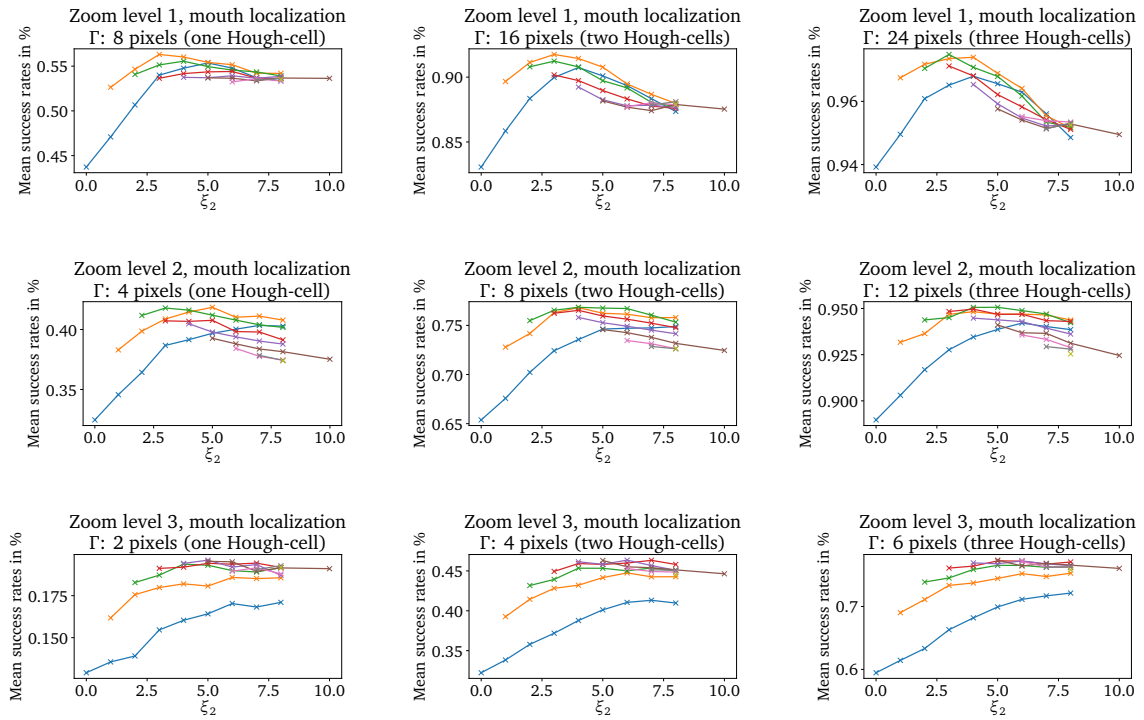 Zoom level 1, mouth localization
Γ: 8 pixels (one Hough-cell)
Mean success rates in %
0.55
0.50
0.45
0.0 2.5 5.0 7.5 10.0
ξ₂
Zoom level 1, mouth localization
Γ: 16 pixels (two Hough-cells)
Mean success rates in %
0.90
0.85
0.0 2.5 5.0 7.5 10.0
ξ₂
Zoom level 1, mouth localization
Γ: 24 pixels (three Hough-cells)
Mean success rates in %
0.96
0.94
0.0 2.5 5.0 7.5 10.0
ξ₂
Zoom level 2, mouth localization
Γ: 4 pixels (one Hough-cell)
Mean success rates in %
0.40
0.35
0.0 2.5 5.0 7.5 10.0
ξ₂
Zoom level 2, mouth localization
Γ: 8 pixels (two Hough-cells)
Mean success rates in %
0.75
0.70
0.65
0.0 2.5 5.0 7.5 10.0
ξ₂
Zoom level 2, mouth localization
Γ: 12 pixels (three Hough-cells)
Mean success rates in %
0.950
0.925
0.900
0.0 2.5 5.0 7.5 10.0
ξ₂
Zoom level 3, mouth localization
Γ: 2 pixels (one Hough-cell)
Mean success rates in %
0.175
0.150
0.0 2.5 5.0 7.5 10.0
ξ₂
Zoom level 3, mouth localization
Γ: 4 pixels (two Hough-cells)
Mean success rates in %
0.45
0.40
0.35
0.0 2.5 5.0 7.5 10.0
ξ₂
Zoom level 3, mouth localization
Γ: 6 pixels (three Hough-cells)
Mean success rates in %
0.7
0.6
0.0 2.5 5.0 7.5 10.0
ξ₂